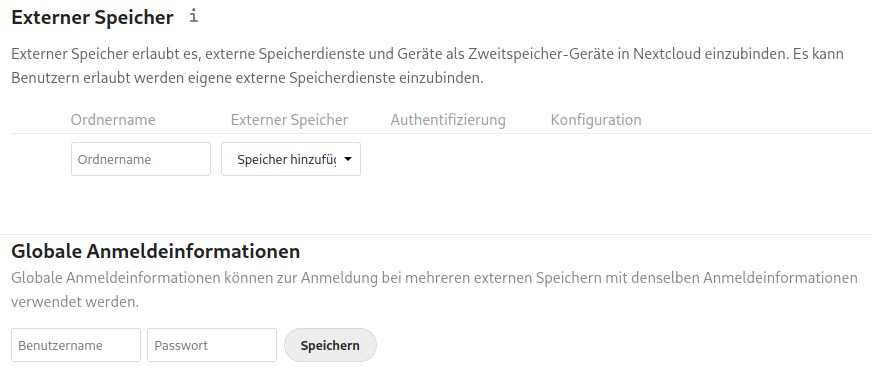 Externer Speicher i
Externer Speicher erlaubt es, externe Speicherdienste und Geräte als Zweitspeicher-Geräte in Nextcloud einzubinden. Es kann
Benutzern erlaubt werden eigene externe Speicherdienste einzubinden.
Ordnername Externer Speicher Authentifizierung Konfiguration
Ordnername Speicher hinzufüg
Globale Anmeldeinformationen
Globale Anmeldeinformationen können zur Anmeldung bei mehreren externen Speichern mit denselben Anmeldeinformationen
verwendet werden.
Benutzername Passwort Speichern